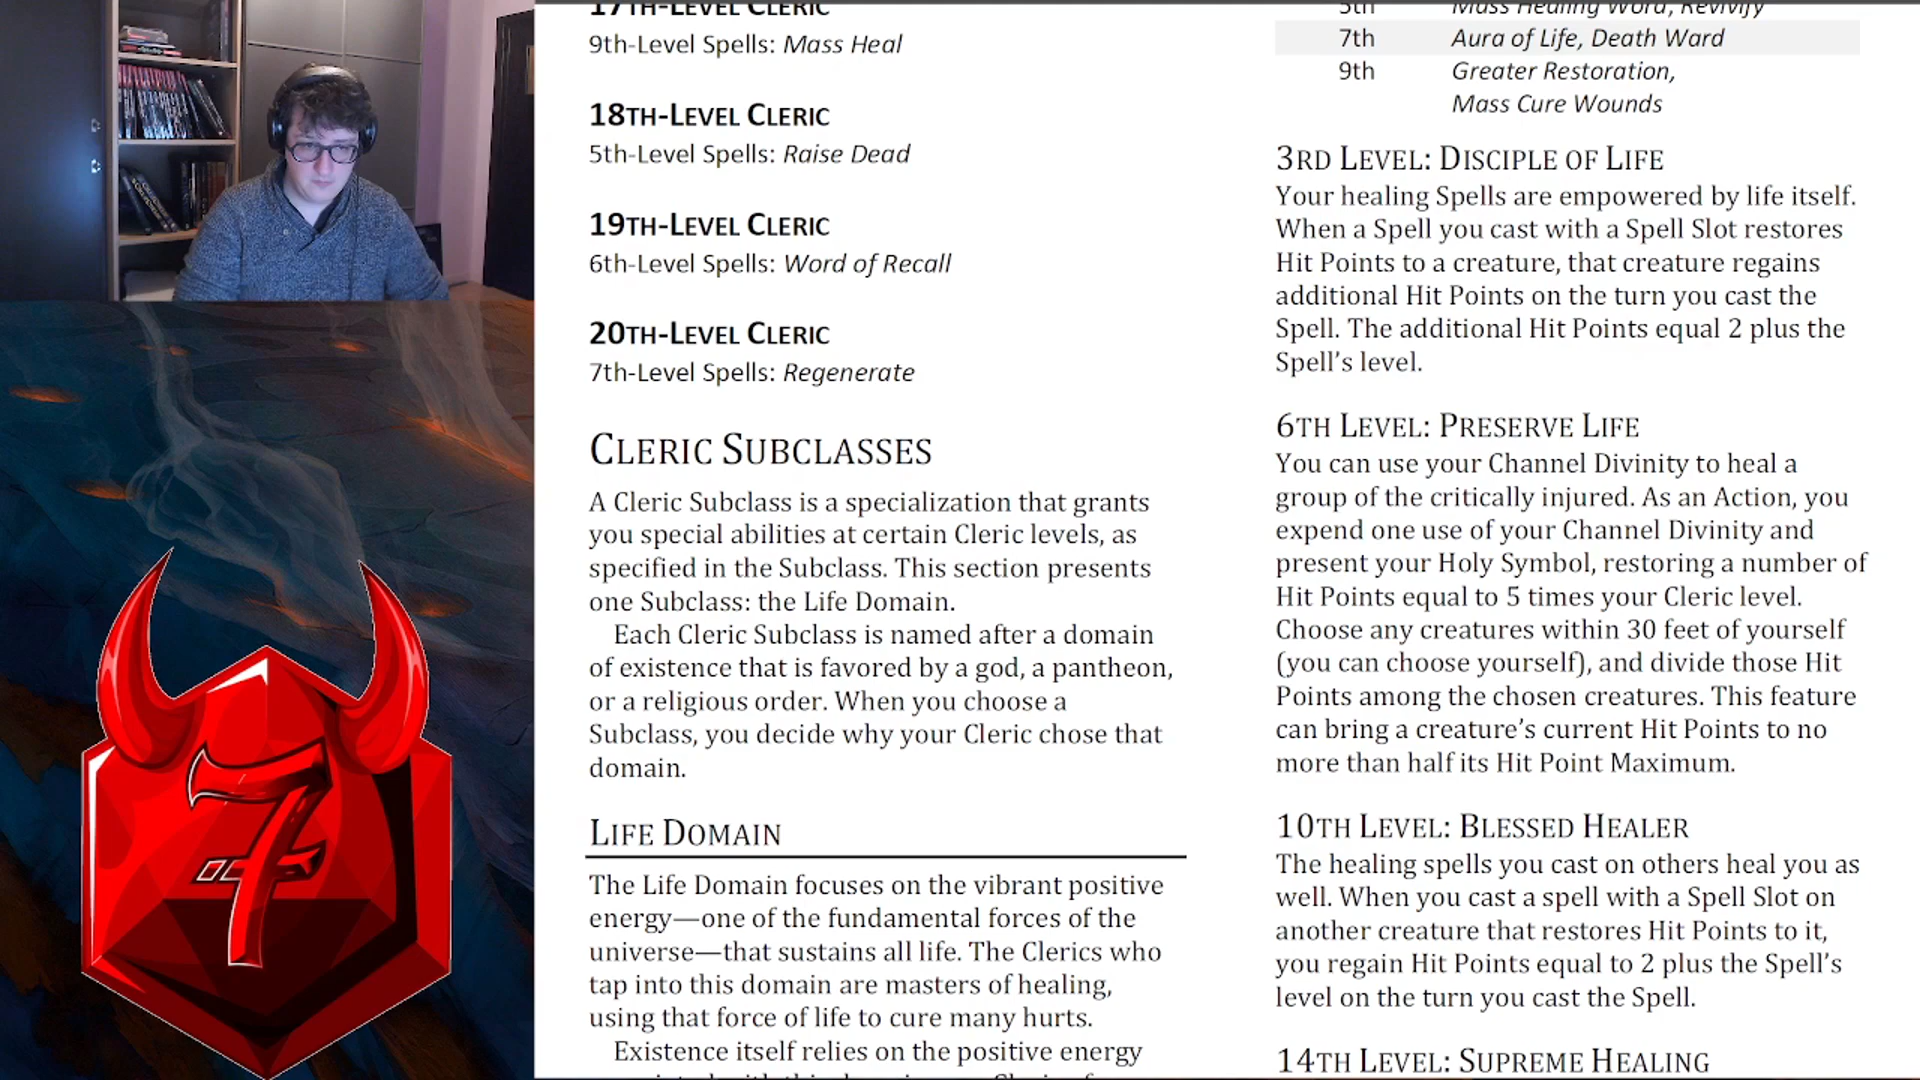 17TH-LEVEL CLERIC
9th-Level Spells: Mass Heal
18TH-LEVEL CLERIC
5th-Level Spells: Raise Dead
19TH-LEVEL CLERIC
6th-Level Spells: Word of Recall
20TH-LEVEL CLERIC
7th-Level Spells: Regenerate
CLERIC SUBCLASSES
A Cleric Subclass is a specialization that grants
you special abilities at certain Cleric levels, as
specified in the Subclass. This section presents
one Subclass: the Life Domain.
Each Cleric Subclass is named after a domain
of existence that is favored by a god, a pantheon,
or a religious order. When you choose a
Subclass, you decide why your Cleric chose that
domain.
LIFE DOMAIN
The Life Domain focuses on the vibrant positive
energy—one of the fundamental forces of the
universe—that sustains all life. The Clerics who
tap into this domain are masters of healing,
using that force of life to cure many hurts.
Existence itself relies on the positive energy
5th Mass Healing Word, Revivify
7th Aura of Life, Death Ward
9th Greater Restoration,
Mass Cure Wounds
3RD LEVEL: DISCIPLE OF LIFE
Your healing Spells are empowered by life itself.
When a Spell you cast with a Spell Slot restores
Hit Points to a creature, that creature regains
additional Hit Points on the turn you cast the
Spell. The additional Hit Points equal 2 plus the
Spell’s level.
6TH LEVEL: PRESERVE LIFE
You can use your Channel Divinity to heal a
group of the critically injured. As an Action, you
expend one use of your Channel Divinity and
present your Holy Symbol, restoring a number of
Hit Points equal to 5 times your Cleric level.
Choose any creatures within 30 feet of yourself
(you can choose yourself), and divide those Hit
Points among the chosen creatures. This feature
can bring a creature’s current Hit Points to no
more than half its Hit Point Maximum.
10TH LEVEL: BLESSED HEALER
The healing spells you cast on others heal you as
well. When you cast a spell with a Spell Slot on
another creature that restores Hit Points to it,
you regain Hit Points equal to 2 plus the Spell’s
level on the turn you cast the Spell.
14TH LEVEL: SUPREME HEALING
7